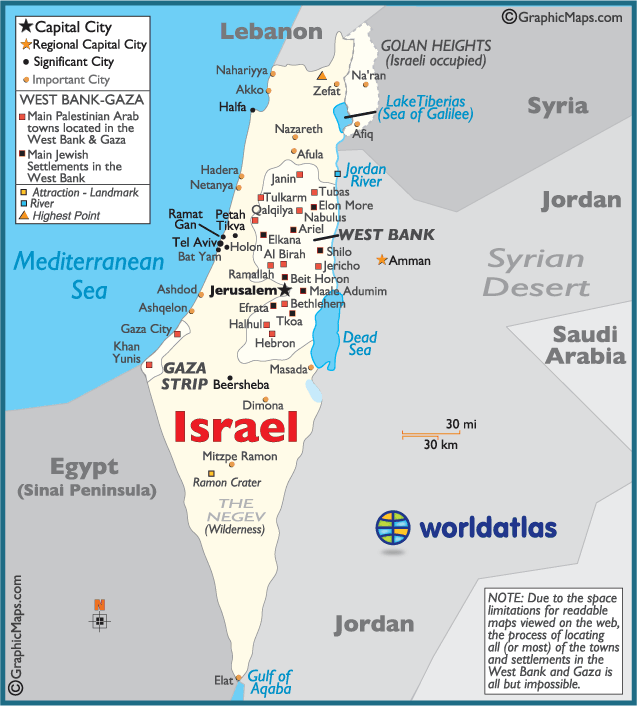 ©GraphicMaps.com
Capital City
Regional Capital City
Significant City
Important City
WEST BANK-GAZA
Main Palestinian Arab
towns located in the
West Bank & Gaza
Main Jewish
Settlements in the
West Bank
Attraction - Landmark
River
Highest Point
Lebanon
GOLAN HEIGHTS
(Israeli occupied)
Nahariyya
Akko
Halfa
Zefat
Na'ran
Lake Tiberias
(Sea of Galilee)
Syria
Nazareth
Afiq
Afula
Jordan
River
Hadera
Netanya
Janin
Tulkarm
Tubas
Qalqilya
Elon More
Nabulus
Jordan
Ramat
Gan
Petah
Tikva
Ariel
Elkana
WEST BANK
Tel Aviv
Holon
Bat Yam
Al Birah
Shilo
Amman
Mediterranean
Sea
Syrian
Desert
Ramallah
Jericho
Beit Horon
Jerusalem
Maale Adumim
Ashdod
Ashqelon
Efrata
Bethlehem
Tkoa
Gaza City
Halhul
Hebron
Dead
Sea
Saudi
Arabia
Khan
Yunis
GAZA
STRIP
Masada
Beersheba
Dimona
Israel
30 mi
30 km
Egypt
(Sinai Peninsula)
Mitzpe Ramon
Ramon Crater
THE
NEGEV
(Wilderness)
worldatlas
N
Jordan
NOTE: Due to the space
limitations for readable
maps viewed on the web,
the process of locating
all (or most) of the towns
and settlements in the
West Bank and Gaza is
all but impossible.
Elat
Gulf of
Aqaba
©GraphicMaps.com